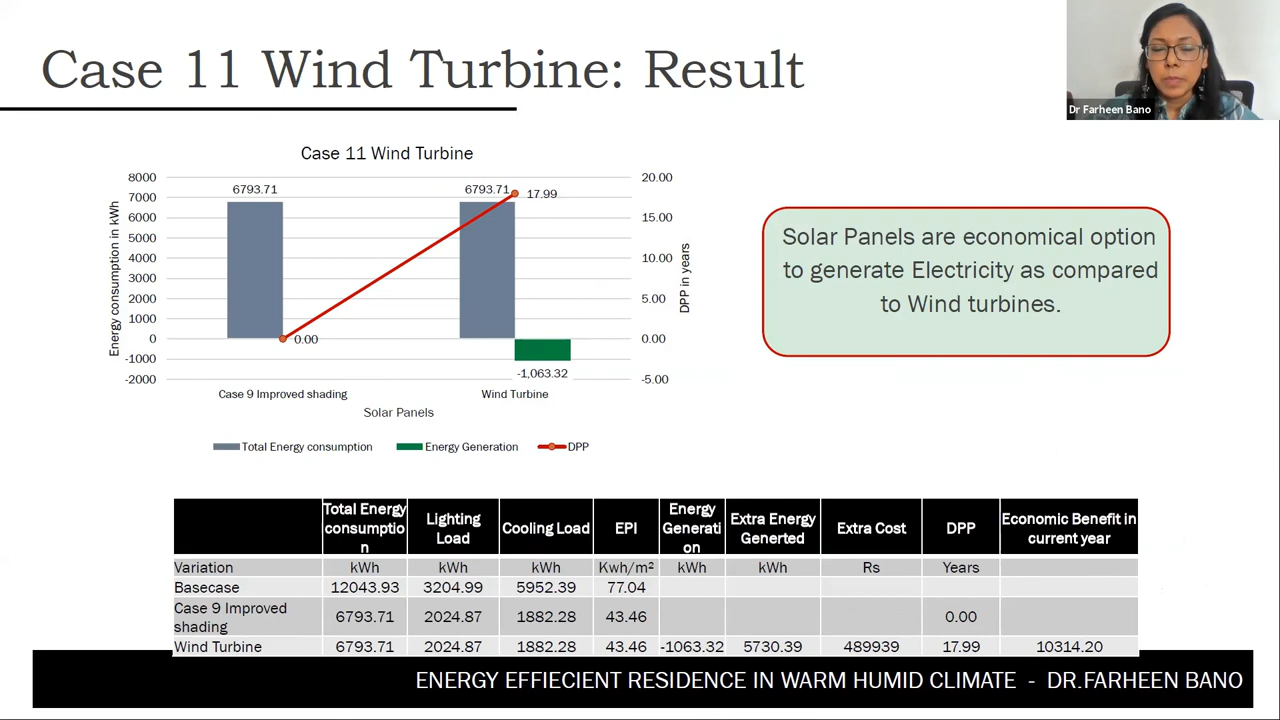 Case 11 Wind Turbine: Result
Dr Farheen Bano
Case 11 Wind Turbine
Energy consumption in kWh
8000
7000
6000
5000
4000
3000
2000
1000
0
-1000
-2000
6793.71
0.00
6793.71
17.99
-1,063.32
20.00
15.00
10.00
5.00
0.00
-5.00
DPP in years
Case 9 Improved shading
Wind Turbine
Solar Panels
Total Energy consumption
Energy Generation
DPP
Solar Panels are economical option
to generate Electricity as compared
to Wind turbines.
Total Energy
consumptio
n
Lighting
Load
Cooling Load
EPI
Energy
Generati
on
Extra Energy
Generted
Extra Cost
DPP
Economic Benefit in
current year
Variation kWh kWh kWh Kwh/m² kWh kWh Rs Years
Basecase 12043.93 3204.99 5952.39 77.04
Case 9 Improved
shading
6793.71 2024.87 1882.28 43.46 0.00
Wind Turbine 6793.71 2024.87 1882.28 43.46 -1063.32 5730.39 489939 17.99 10314.20
ENERGY EFFIECIENT RESIDENCE IN WARM HUMID CLIMATE - DR.FARHEEN BANO